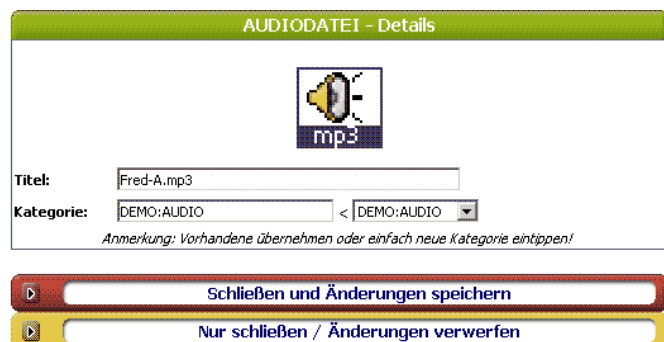 AUDIODATEI - Details
mp3
Titel: Fred-A.mp3
Kategorie: DEMO:AUDIO < DEMO:AUDIO
Anmerkung: Vorhandene übernehmen oder einfach neue Kategorie eintippen!
Schließen und Änderungen speichern
Nur schließen / Änderungen verwerfen